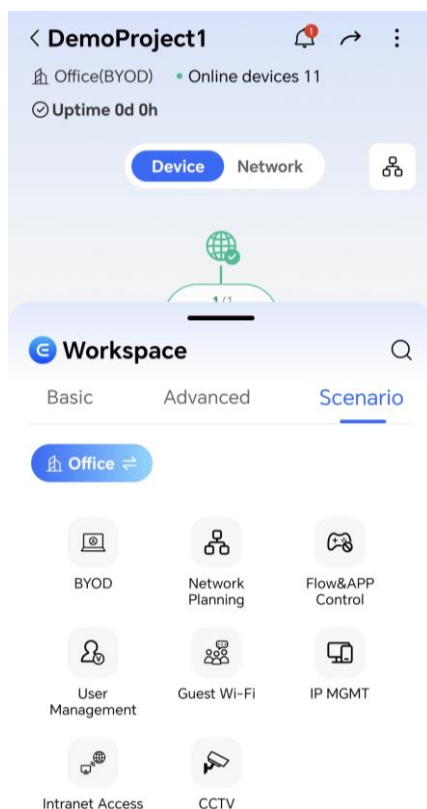 DemoProject1
Office(BYOD) • Online devices 11
Uptime 0d 0h
Device Network
1/1
Workspace
Basic Advanced Scenario
Office
BYOD
Network
Planning
Flow&APP
Control
User
Management
Guest Wi-Fi
IP MGMT
Intranet Access
CCTV